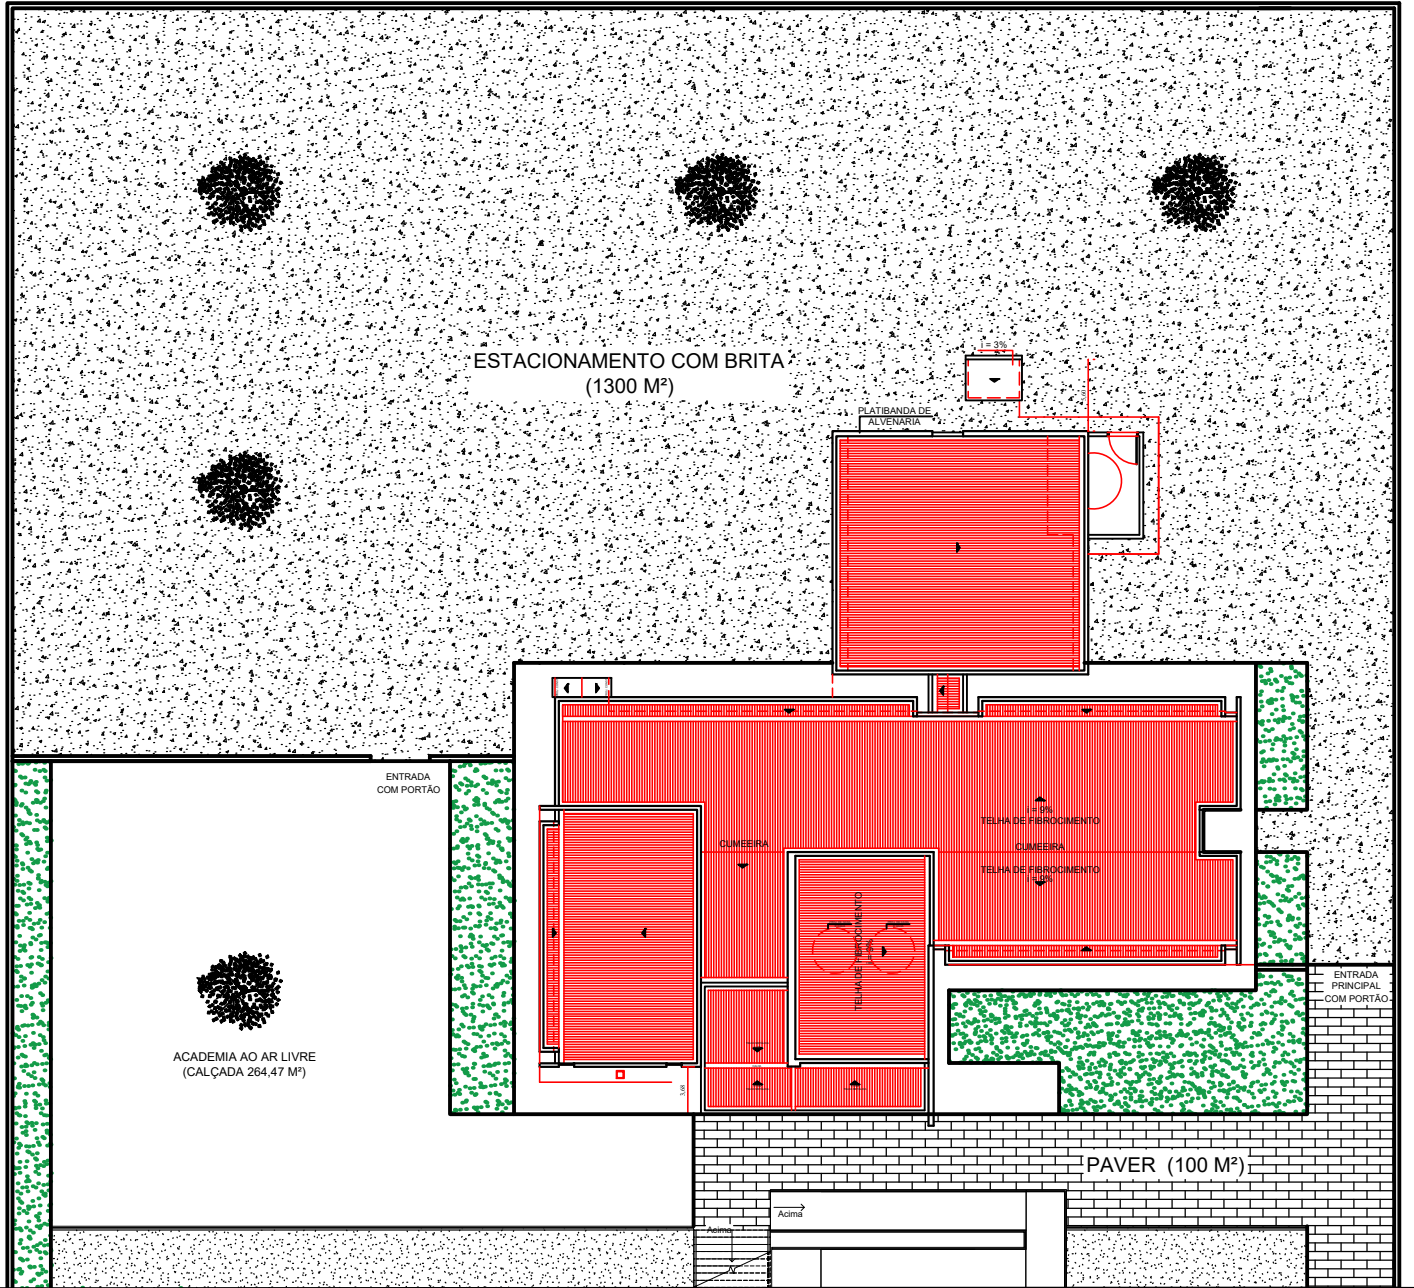 ESTACIONAMENTO COM BRITA
(1300 M²)
i = 3%
PLATIBANDA DE
ALVENARIA
ENTRADA
COM PORTÃO
i = 9%
TELHA DE FIBROCIMENTO
CUMEEIRA
CUMEEIRA
TELHA DE FIBROCIMENTO
i = 9%
TELHA DE FIBROCIMENTO
ENTRADA
PRINCIPAL
COM PORTÃO
ACADEMIA AO AR LIVRE
(CALÇADA 264,47 M²)
3,68
PAVER (100 M²)
Acima
Acima